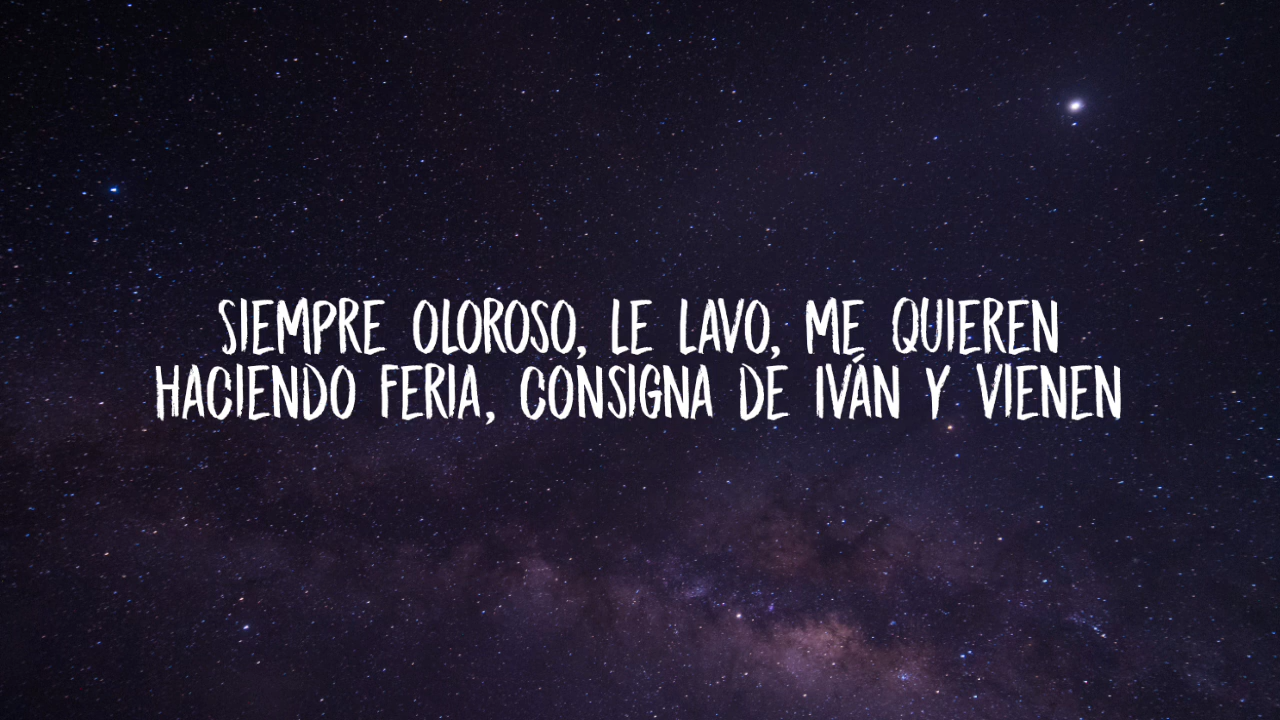 SIEMPRE OLOROSO, LE LAVO, ME QUIEREN
HACIENDO FERIA, CONSIGNA DE IVÁN Y VIENEN